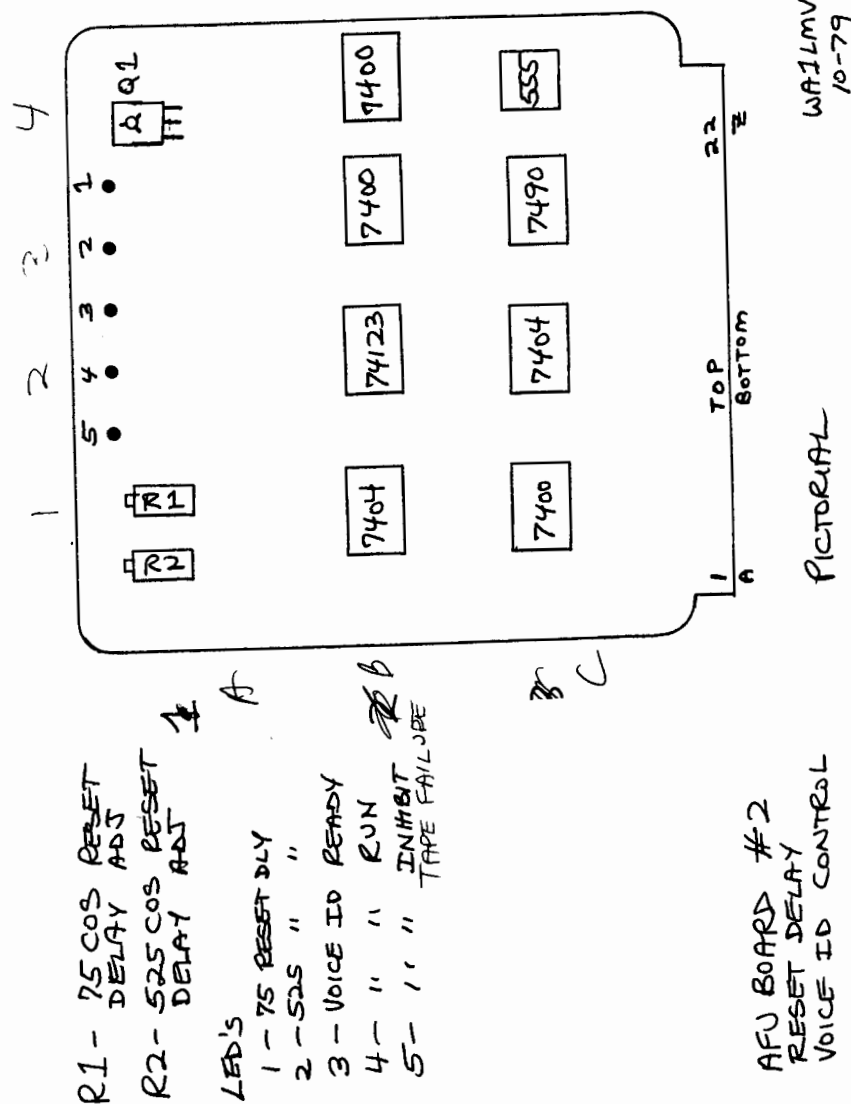 R1 - 75 COS RESET
DELAY ADJ
R2 - 525 COS RESET
DELAY ADJ
LED'S
1 - 75 RESET DLY
2 - 525 " "
3 - VOICE ID READY
4 - " " RUN
5 - " " INHIBIT
TAPE FAILURE
AFU BOARD #2
RESET DELAY
VOICE ID CONTROL
1 2 3 4
A
B
C
5 4 3 2 1
R2 R1
Q1
7404 74123 7400 7400
7400 7404 7490 555
1 TOP 22
A BOTTOM Z
PICTORIAL
WA1LMV
10-79